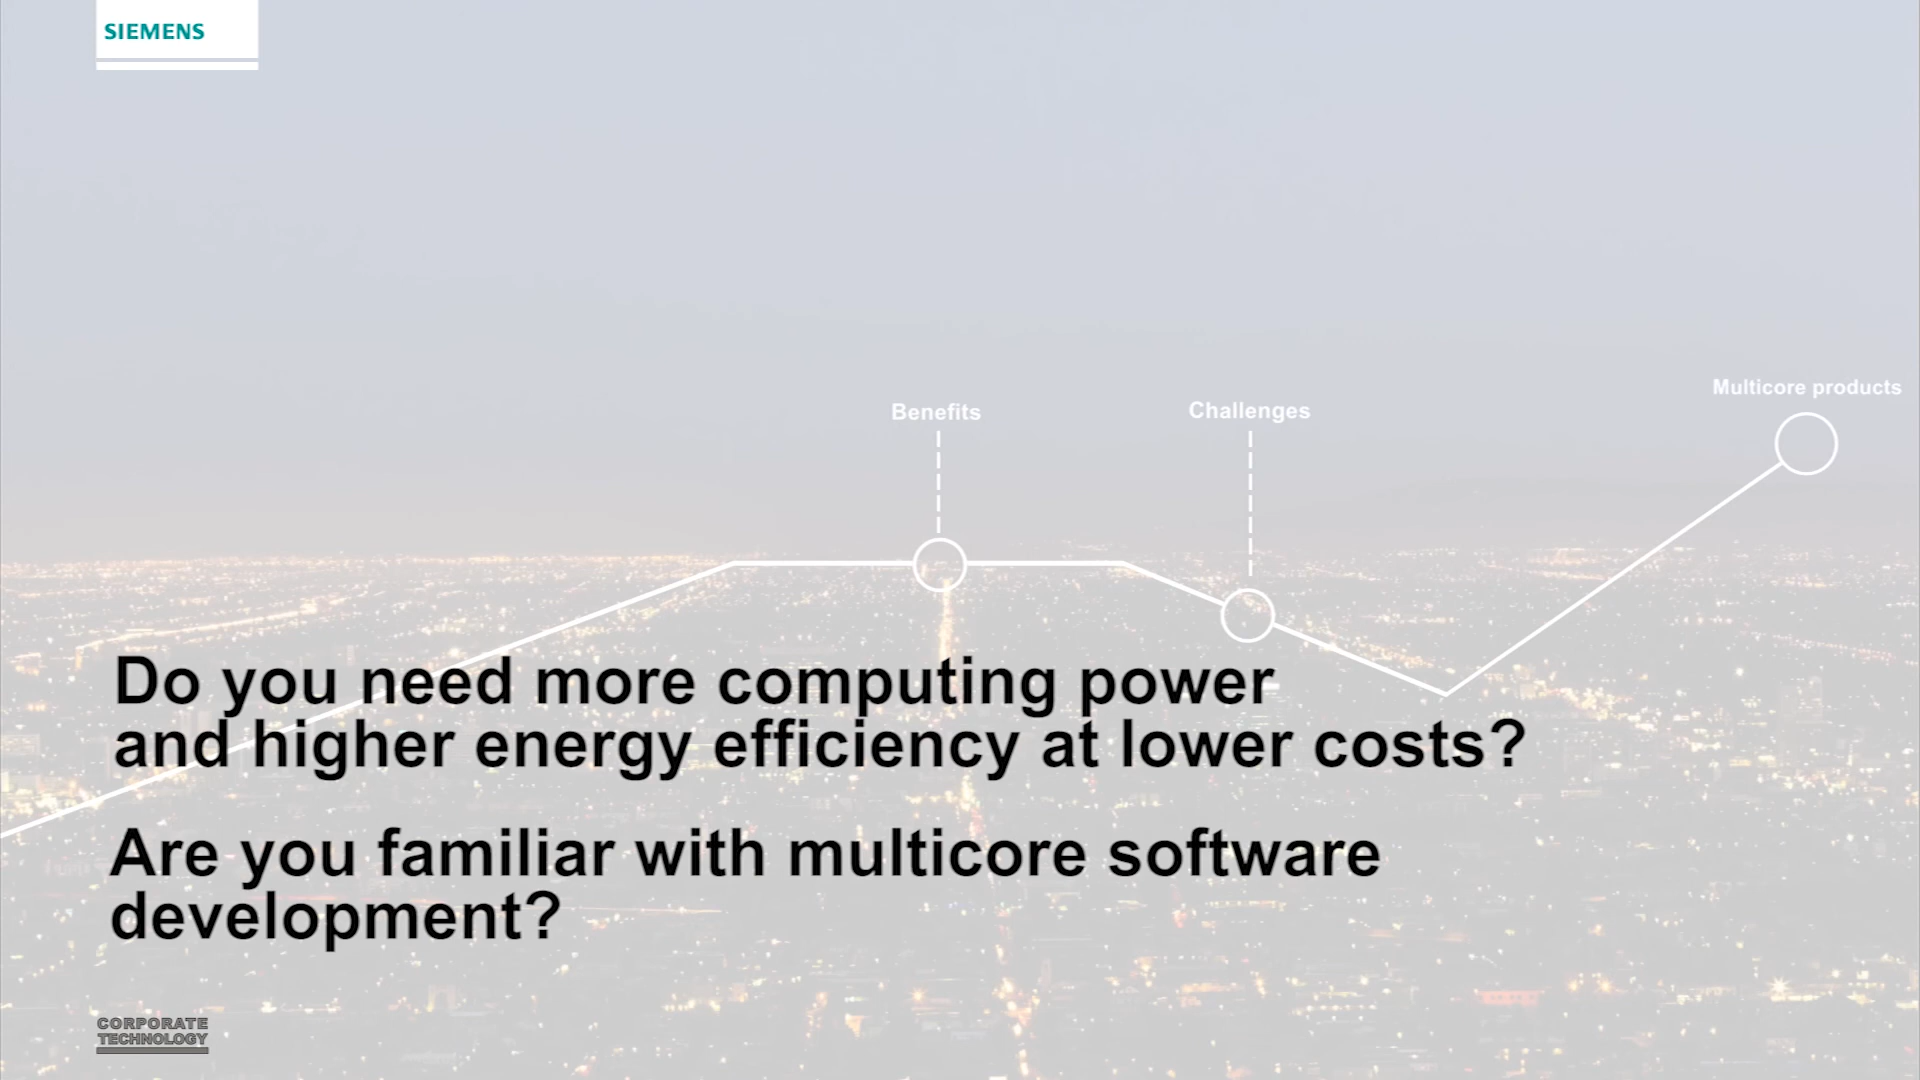 SIEMENS
Multicore products
Benefits
Challenges
Do you need more computing power
and higher energy efficiency at lower costs?
Are you familiar with multicore software
development?
CORPORATE
TECHNOLOGY